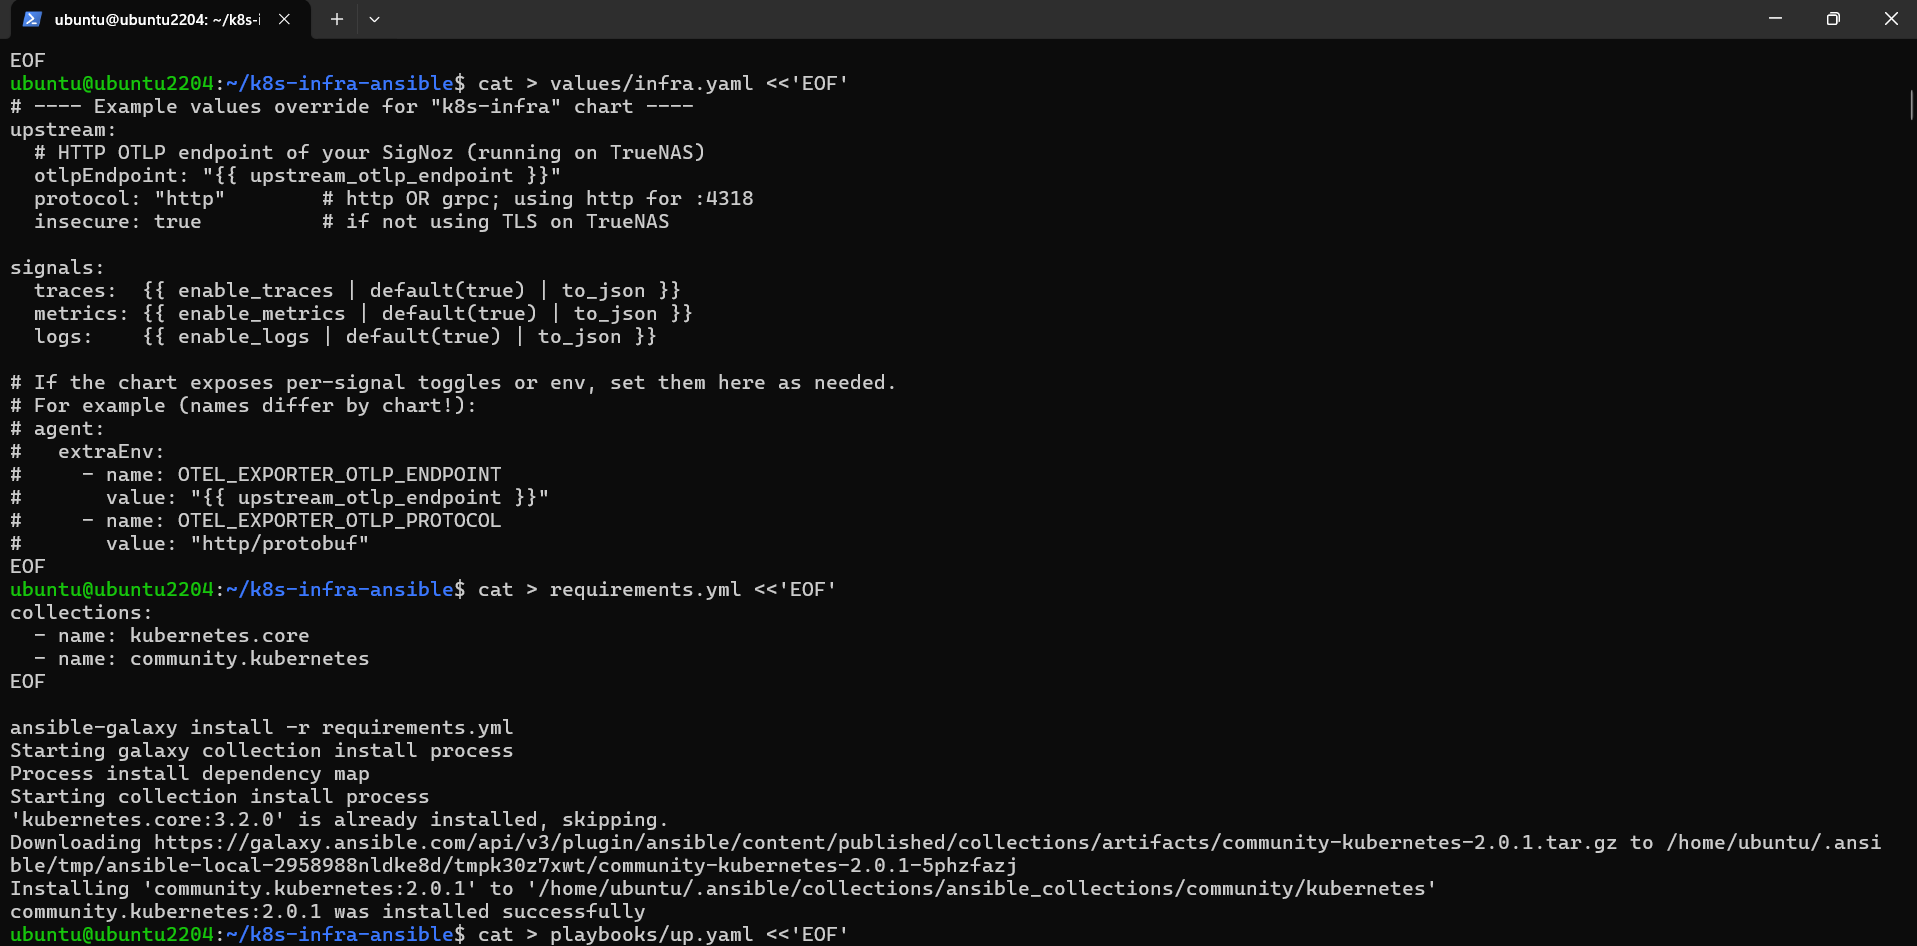 ubuntu@ubuntu2204: ~/k8s-i
EOF
ubuntu@ubuntu2204:~/k8s-infra-ansible$ cat > values/infra.yaml <<'EOF'
# ---- Example values override for "k8s-infra" chart ----
upstream:
  # HTTP OTLP endpoint of your SigNoz (running on TrueNAS)
  otlpEndpoint: "{{ upstream_otlp_endpoint }}"
  protocol: "http"        # http OR grpc; using http for :4318
  insecure: true          # if not using TLS on TrueNAS

signals:
  traces:  {{ enable_traces | default(true) | to_json }}
  metrics: {{ enable_metrics | default(true) | to_json }}
  logs:    {{ enable_logs | default(true) | to_json }}

# If the chart exposes per-signal toggles or env, set them here as needed.
# For example (names differ by chart!):
# agent:
#   extraEnv:
#     - name: OTEL_EXPORTER_OTLP_ENDPOINT
#       value: "{{ upstream_otlp_endpoint }}"
#     - name: OTEL_EXPORTER_OTLP_PROTOCOL
#       value: "http/protobuf"
EOF
ubuntu@ubuntu2204:~/k8s-infra-ansible$ cat > requirements.yml <<'EOF'
collections:
  - name: kubernetes.core
  - name: community.kubernetes
EOF

ansible-galaxy install -r requirements.yml
Starting galaxy collection install process
Process install dependency map
Starting collection install process
'kubernetes.core:3.2.0' is already installed, skipping.
Downloading https://galaxy.ansible.com/api/v3/plugin/ansible/content/published/collections/artifacts/community-kubernetes-2.0.1.tar.gz to /home/ubuntu/.ansi
ble/tmp/ansible-local-2958988nldke8d/tmpk30z7xwt/community-kubernetes-2.0.1-5phzfazj
Installing 'community.kubernetes:2.0.1' to '/home/ubuntu/.ansible/collections/ansible_collections/community/kubernetes'
community.kubernetes:2.0.1 was installed successfully
ubuntu@ubuntu2204:~/k8s-infra-ansible$ cat > playbooks/up.yaml <<'EOF'